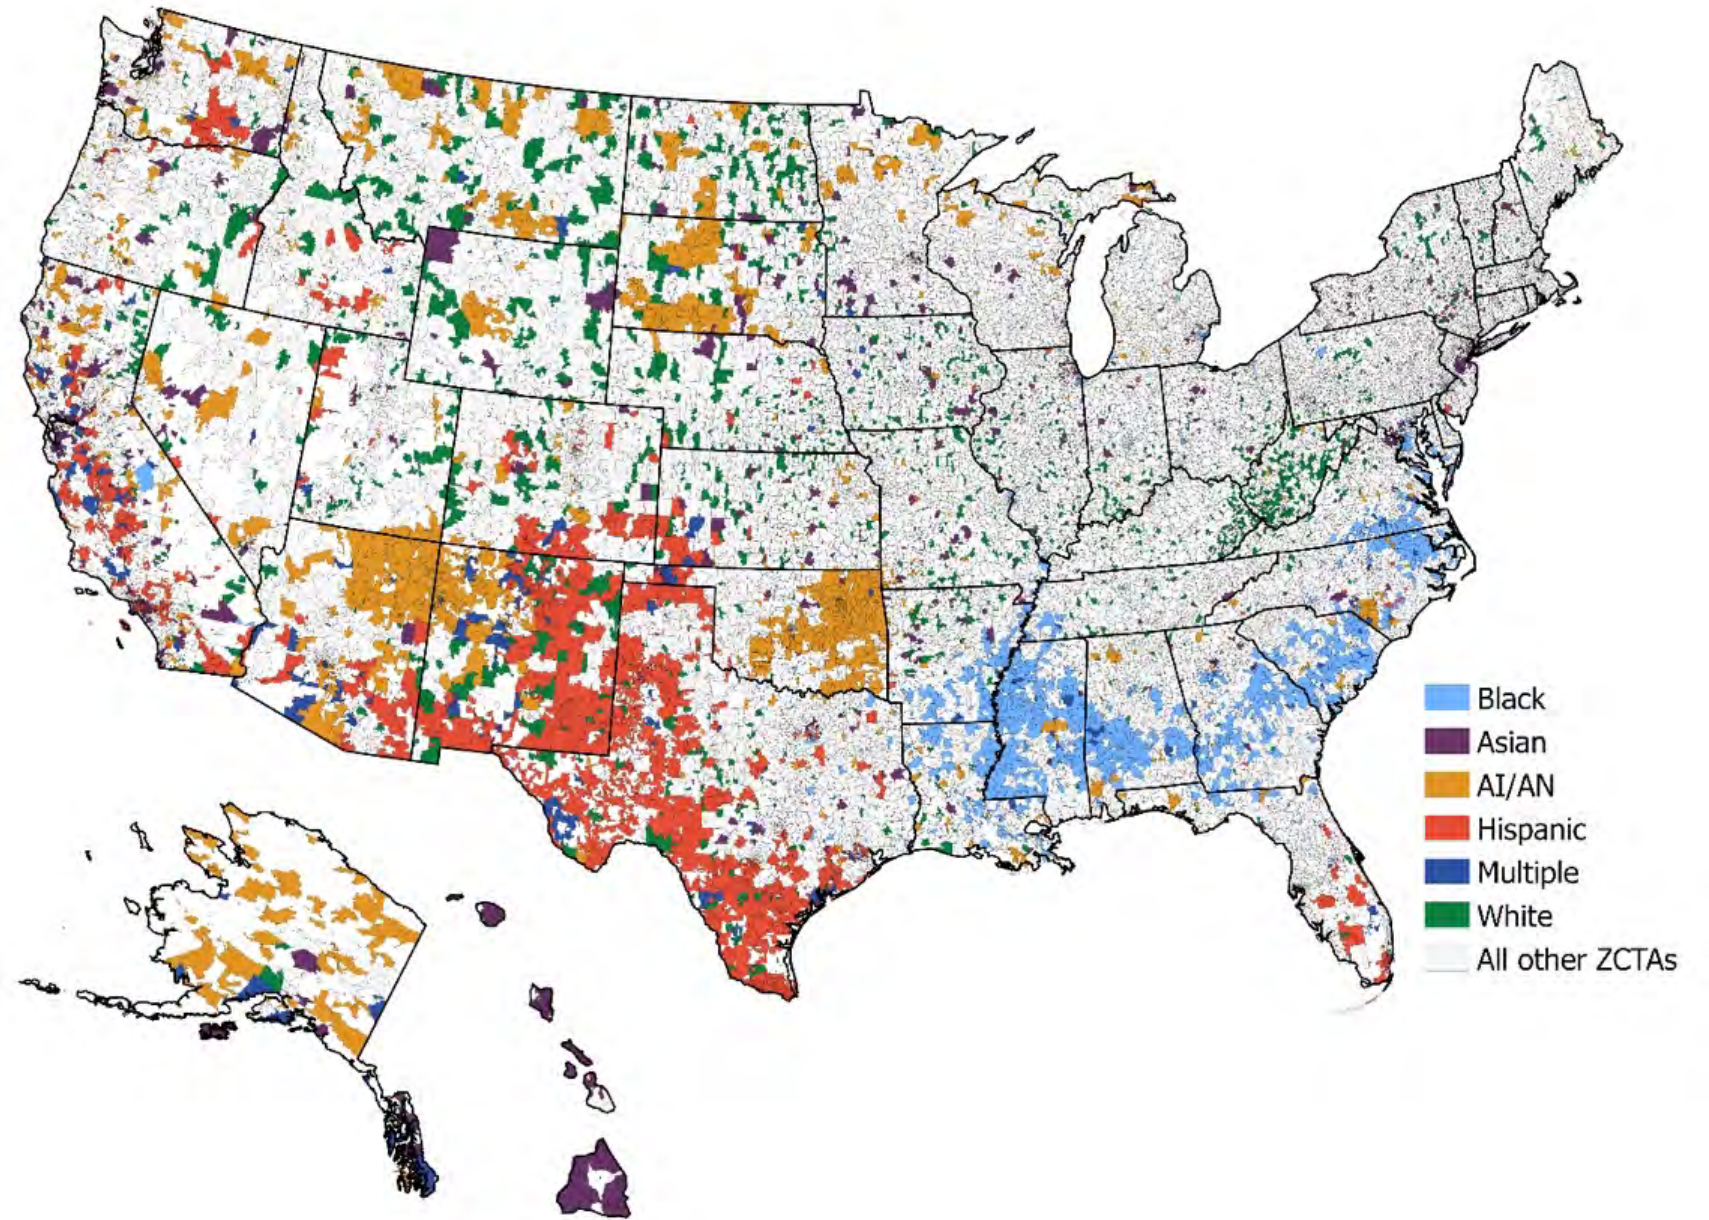 Black
Asian
AI/AN
Hispanic
Multiple
White
All other ZCTAs